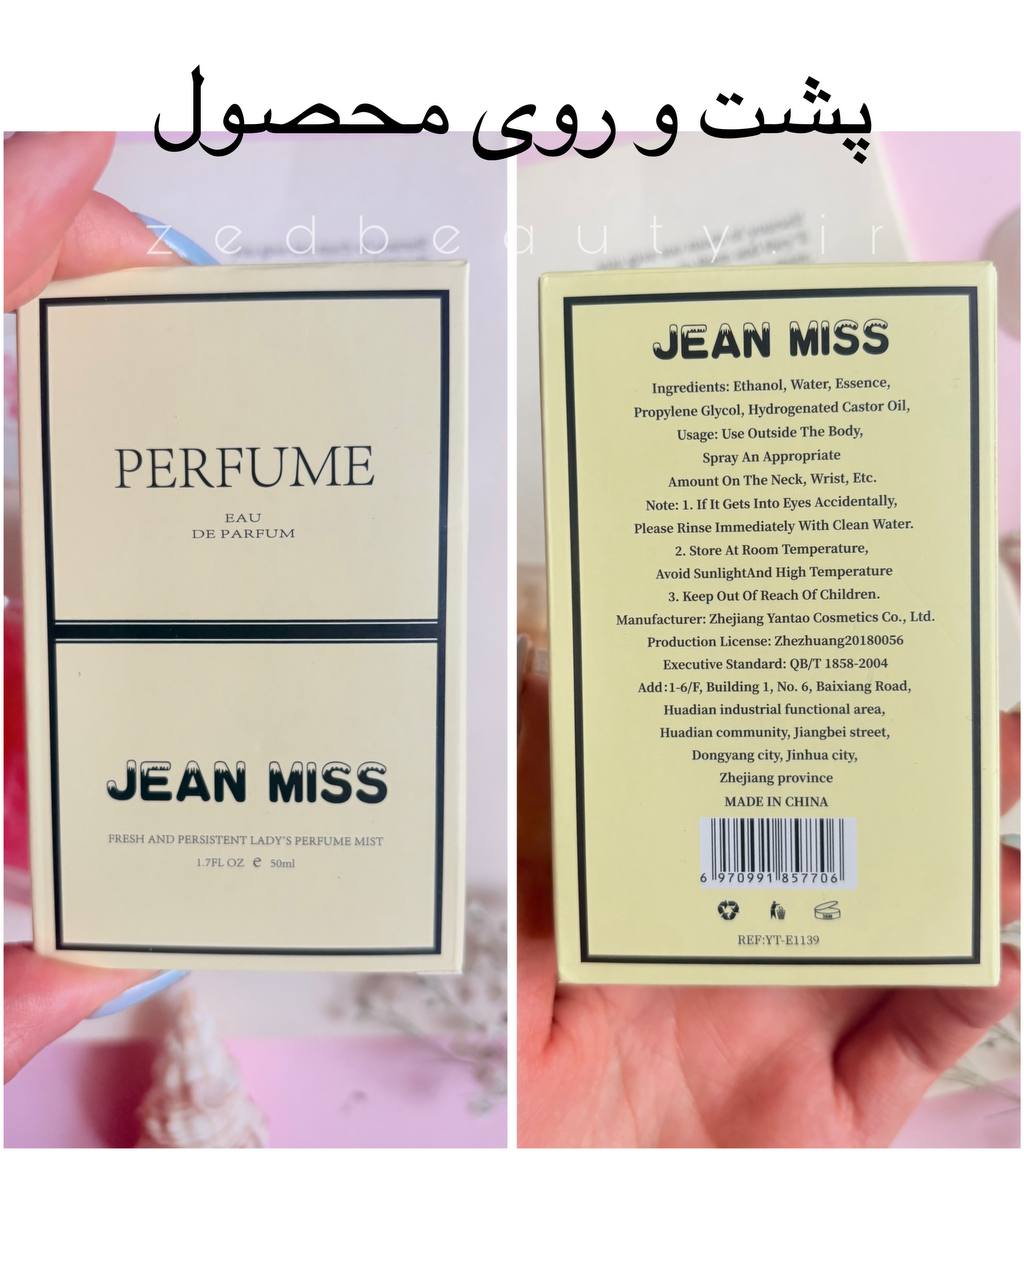 پشت و روی محصول
zedbeauty.ir
PERFUME
EAU
DE PARFUM
JEAN MISS
FRESH AND PERSISTENT LADY'S PERFUME MIST
1.7FL OZ e 50ml
JEAN MISS
Ingredients: Ethanol, Water, Essence,
Propylene Glycol, Hydrogenated Castor Oil,
Usage: Use Outside The Body,
Spray An Appropriate
Amount On The Neck, Wrist, Etc.
Note: 1. If It Gets Into Eyes Accidentally,
Please Rinse Immediately With Clean Water.
2. Store At Room Temperature,
Avoid SunlightAnd High Temperature
3. Keep Out Of Reach Of Children.
Manufacturer: Zhejiang Yantao Cosmetics Co., Ltd.
Production License: Zhezhuang20180056
Executive Standard: QB/T 1858-2004
Add:1-6/F, Building 1, No. 6, Baixiang Road,
Huadian industrial functional area,
Huadian community, Jiangbei street,
Dongyang city, Jinhua city,
Zhejiang province
MADE IN CHINA
6 970991 857706
REF:YT-E1139